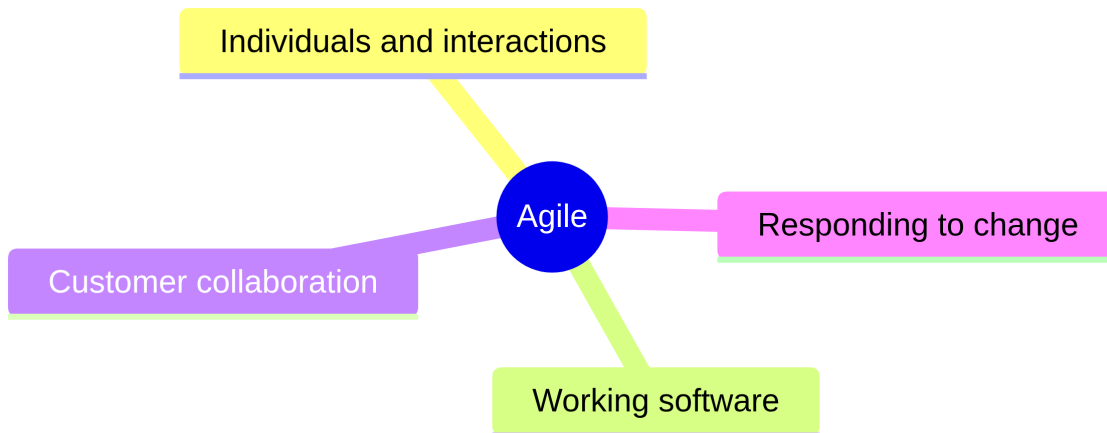 Individuals and interactions
Agile
Responding to change
Customer collaboration
Working software